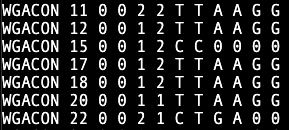 WGACON 11 0 0 2 2 T T A A G G
WGACON 12 0 0 1 2 T T A A G G
WGACON 15 0 0 1 2 C C 0 0 0 0
WGACON 17 0 0 1 2 T T A A G G
WGACON 18 0 0 1 2 T T A A G G
WGACON 20 0 0 1 1 T T A A G G
WGACON 22 0 0 2 1 C T G A 0 0